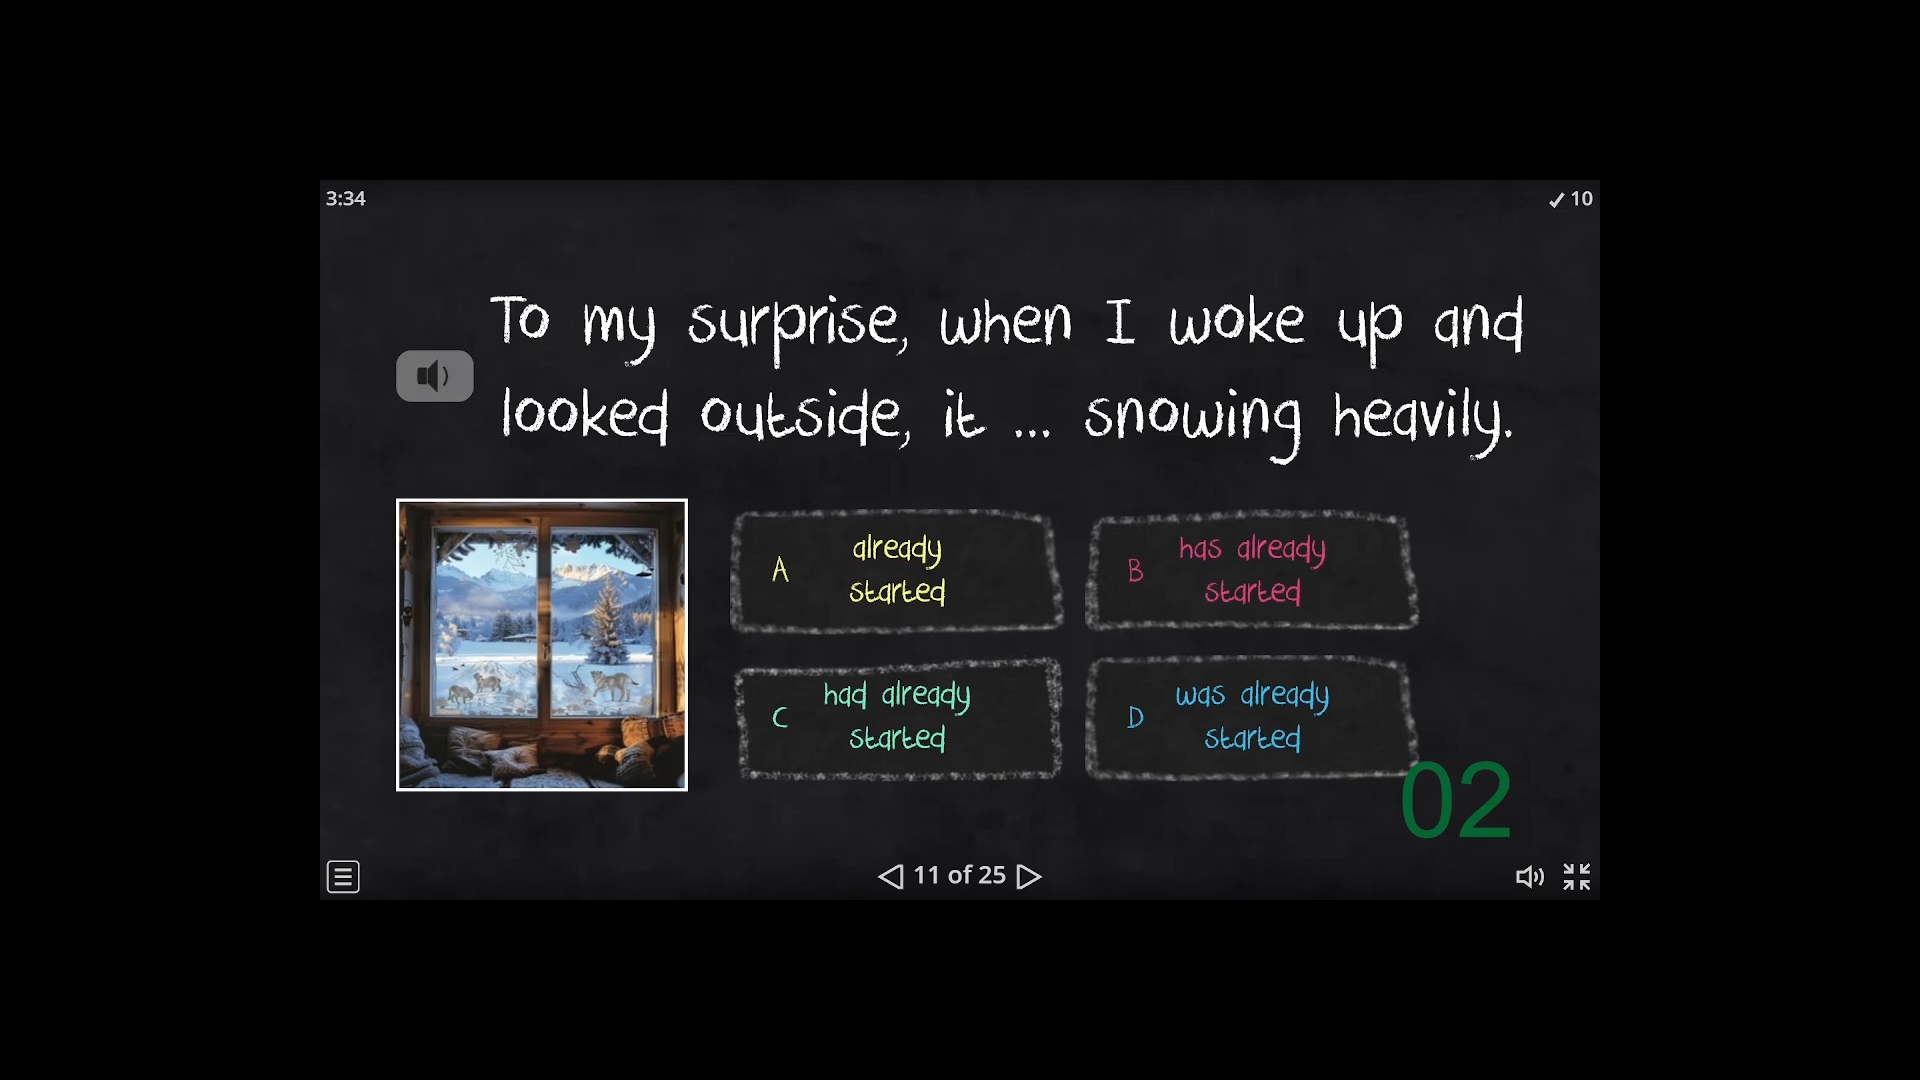 3:34
10
To my surprise, when I woke up and
looked outside, it ... snowing heavily.
A
already
started
B
has already
started
C
had already
started
D
was already
started
02
11 of 25